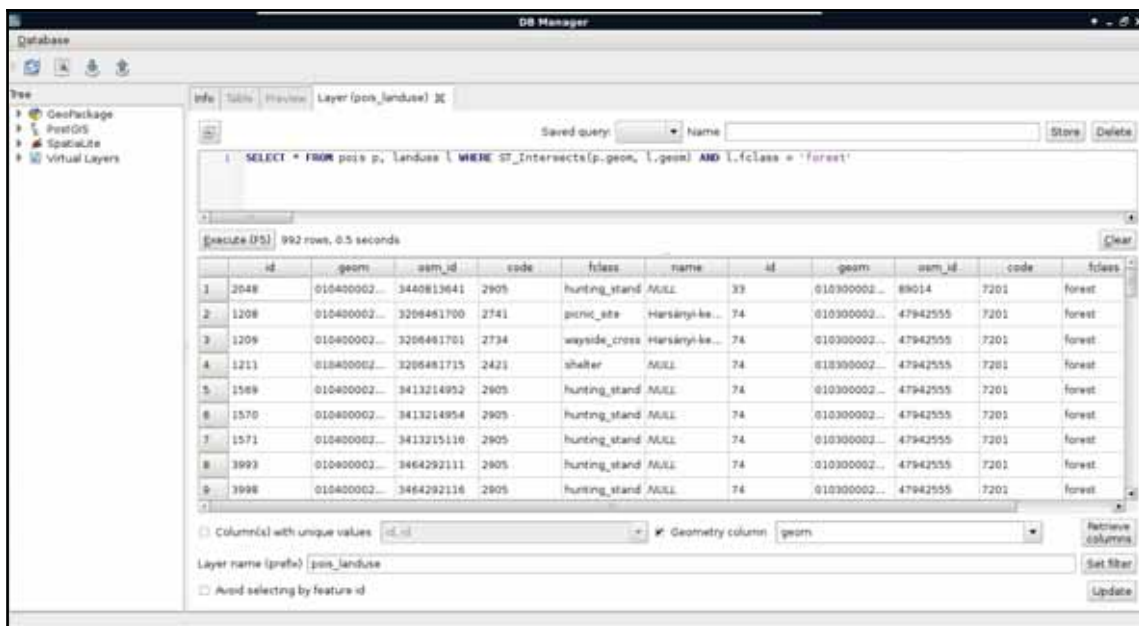 DB Manager
Database
Tree
GeoPackage
PostGIS
SpatiaLite
Virtual Layers
Info Table Preview Layer (pois_landuse)
Saved query: Name Store Delete
1 SELECT * FROM pois p, landuse l WHERE ST_Intersects(p.geom, l.geom) AND l.fclass = 'forest'
Execute (F5) 992 rows, 0.5 seconds Clear
id geom osm_id code fclass name id geom osm_id code fclass
1 2048 010400002... 3440813641 2905 hunting_stand NULL 33 010300002... 89014 7201 forest
2 1208 010400002... 3206461700 2741 picnic_site Harsányi-ke... 74 010300002... 47942555 7201 forest
3 1209 010400002... 3206461701 2734 wayside_cross Harsányi-ke... 74 010300002... 47942555 7201 forest
4 1211 010400002... 3206461715 2421 shelter NULL 74 010300002... 47942555 7201 forest
5 1569 010400002... 3413214952 2905 hunting_stand NULL 74 010300002... 47942555 7201 forest
6 1570 010400002... 3413214954 2905 hunting_stand NULL 74 010300002... 47942555 7201 forest
7 1571 010400002... 3413215116 2905 hunting_stand NULL 74 010300002... 47942555 7201 forest
8 3993 010400002... 3464292111 2905 hunting_stand NULL 74 010300002... 47942555 7201 forest
9 3998 010400002... 3464292116 2905 hunting_stand NULL 74 010300002... 47942555 7201 forest
Column(s) with unique values Geometry column geom Retrieve columns
Layer name (prefix) pois_landuse Set filter
Avoid selecting by feature id Update